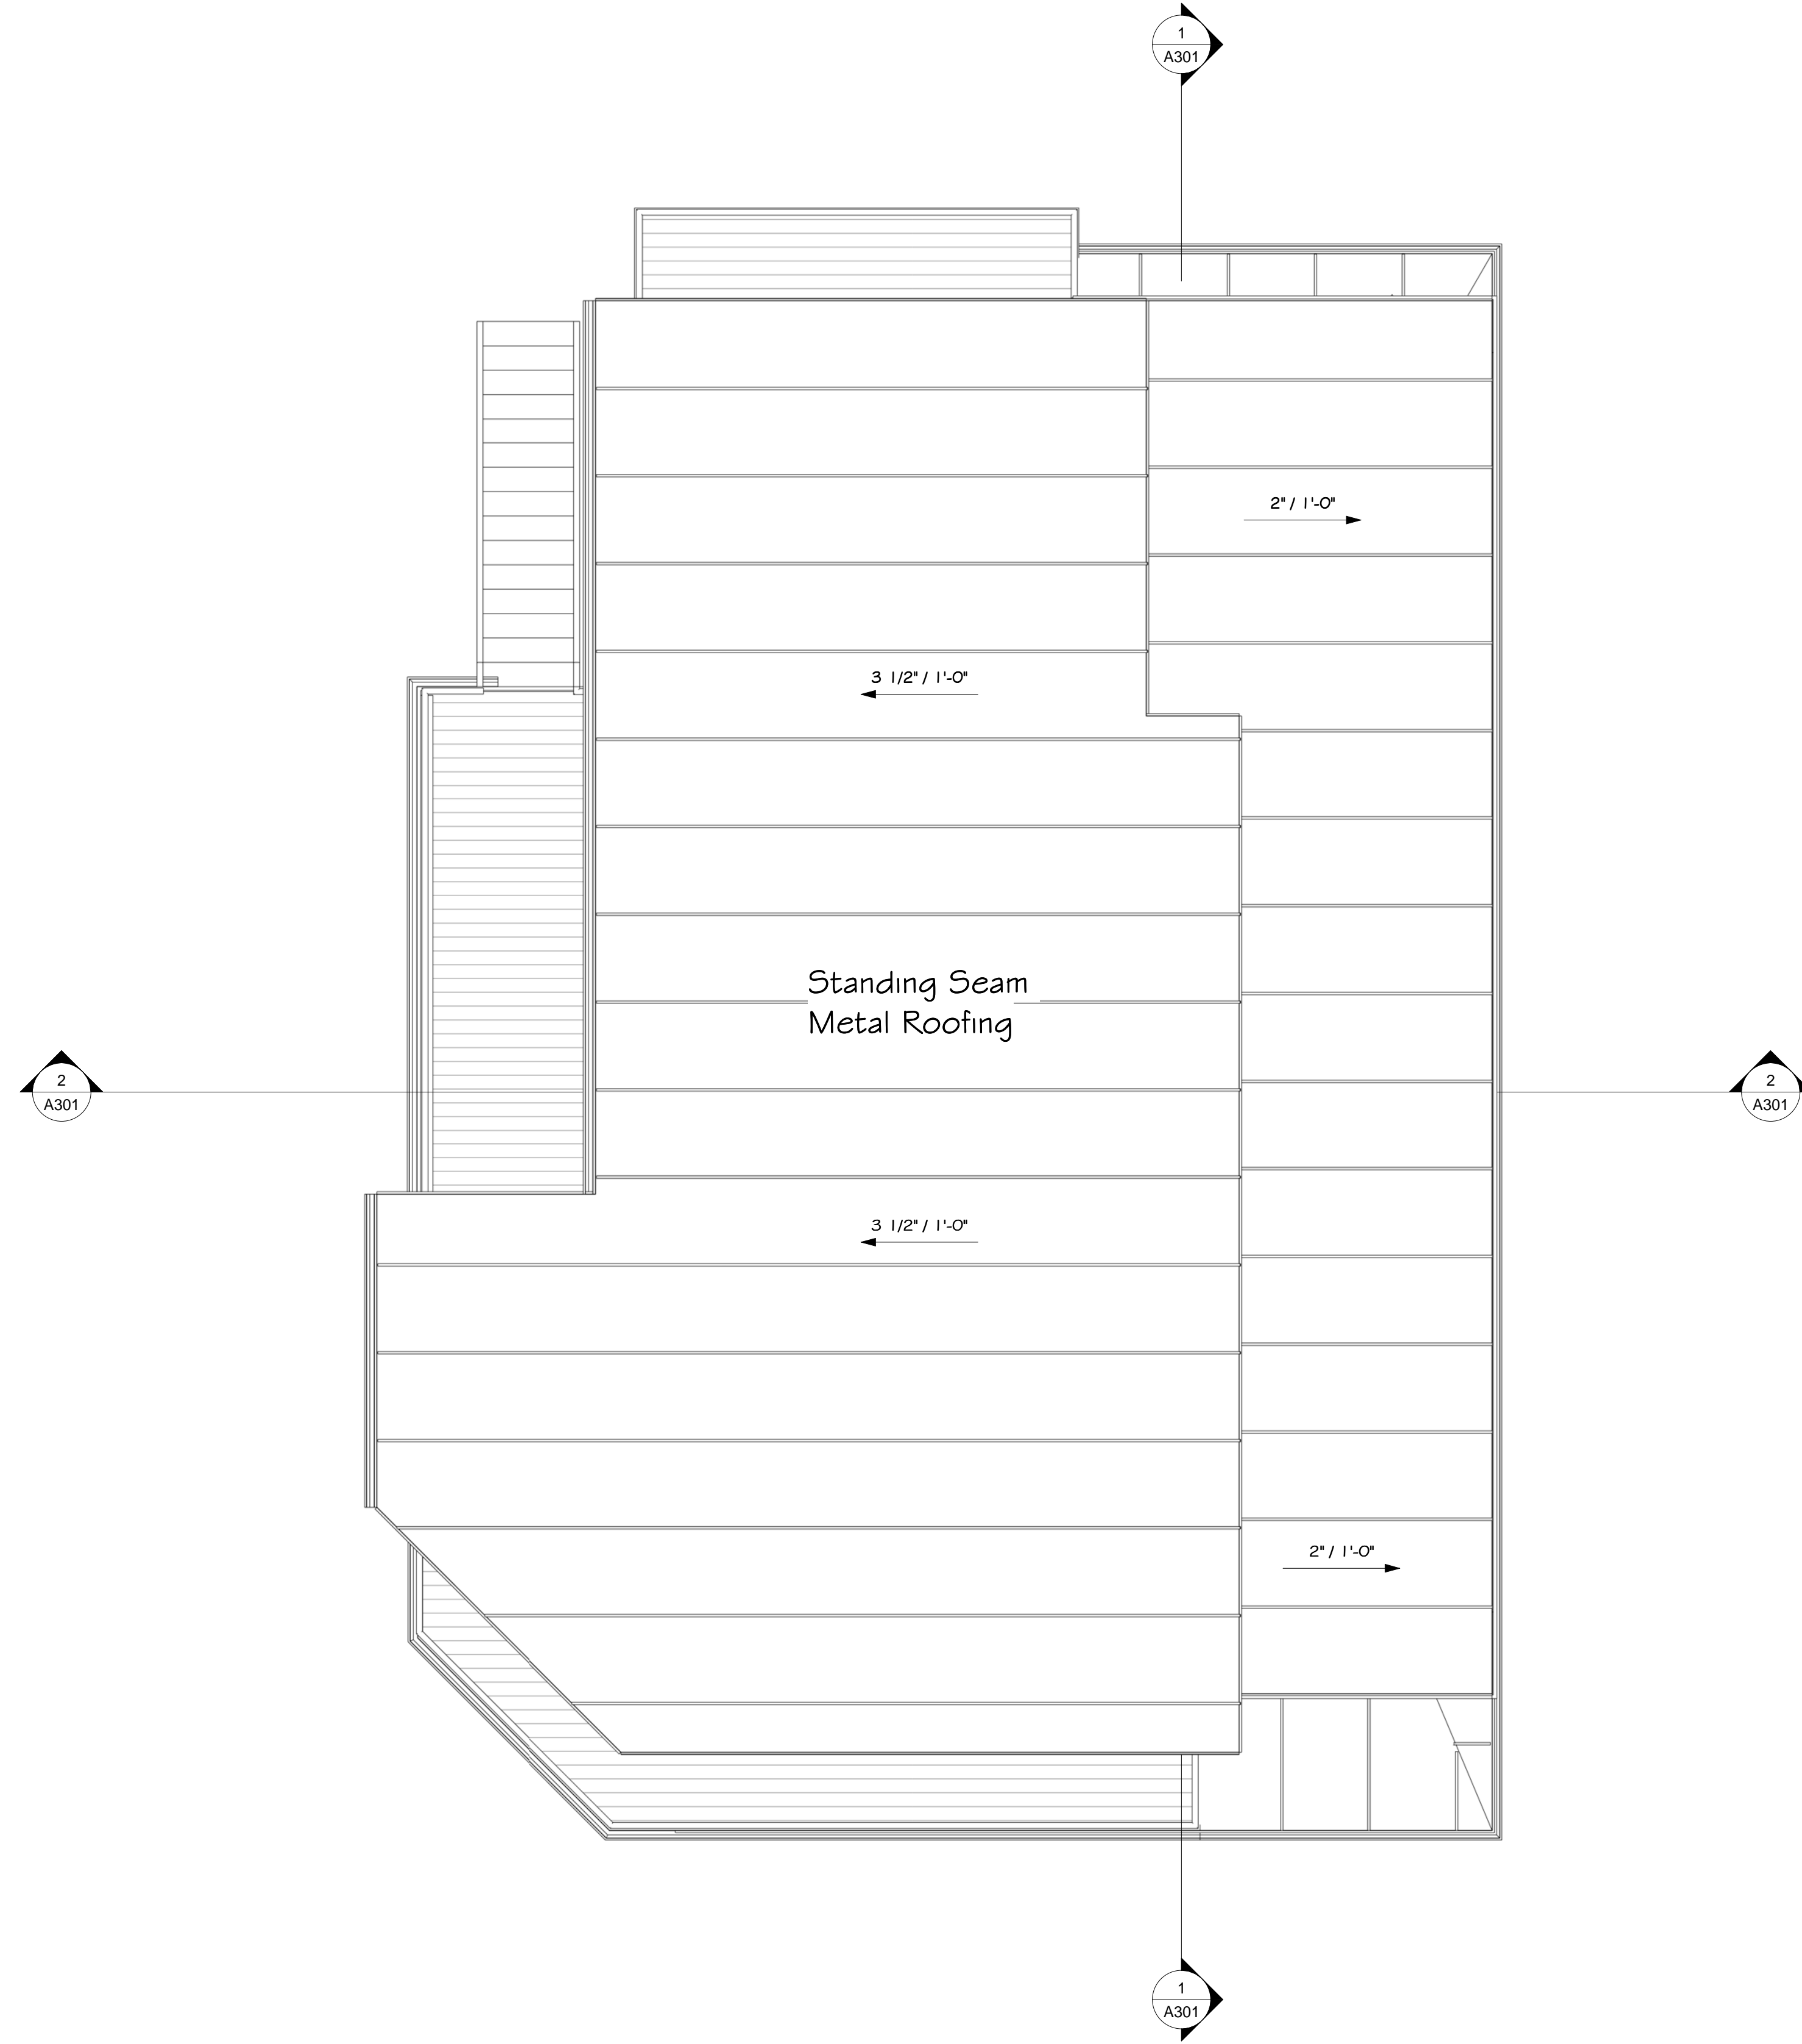 1
A301
2" / 1'-0"
3 1/2" / 1'-0"
Standing Seam
Metal Roofing
2
A301
2
A301
3 1/2" / 1'-0"
2" / 1'-0"
1
A301